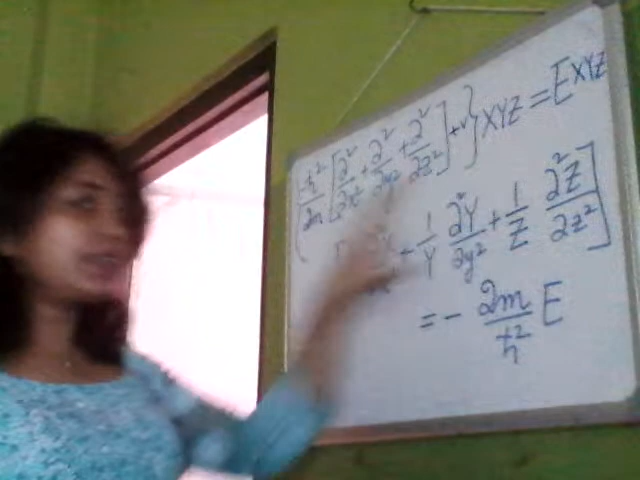 {ħ²/2m [∂²/∂x² + ∂²/∂y² + ∂²/∂z²] + V} XYZ = E XYZ
+ 1/Y ∂²Y/∂y² + 1/Z ∂²Z/∂z²]
= - 2m/ħ² E